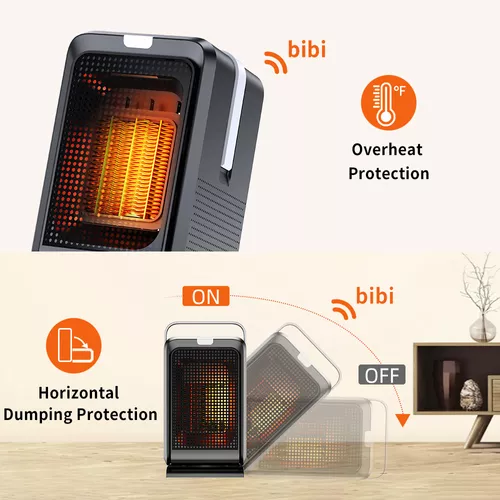 bibi
°F
Overheat
Protection
ON
bibi
OFF
Horizontal
Dumping Protection